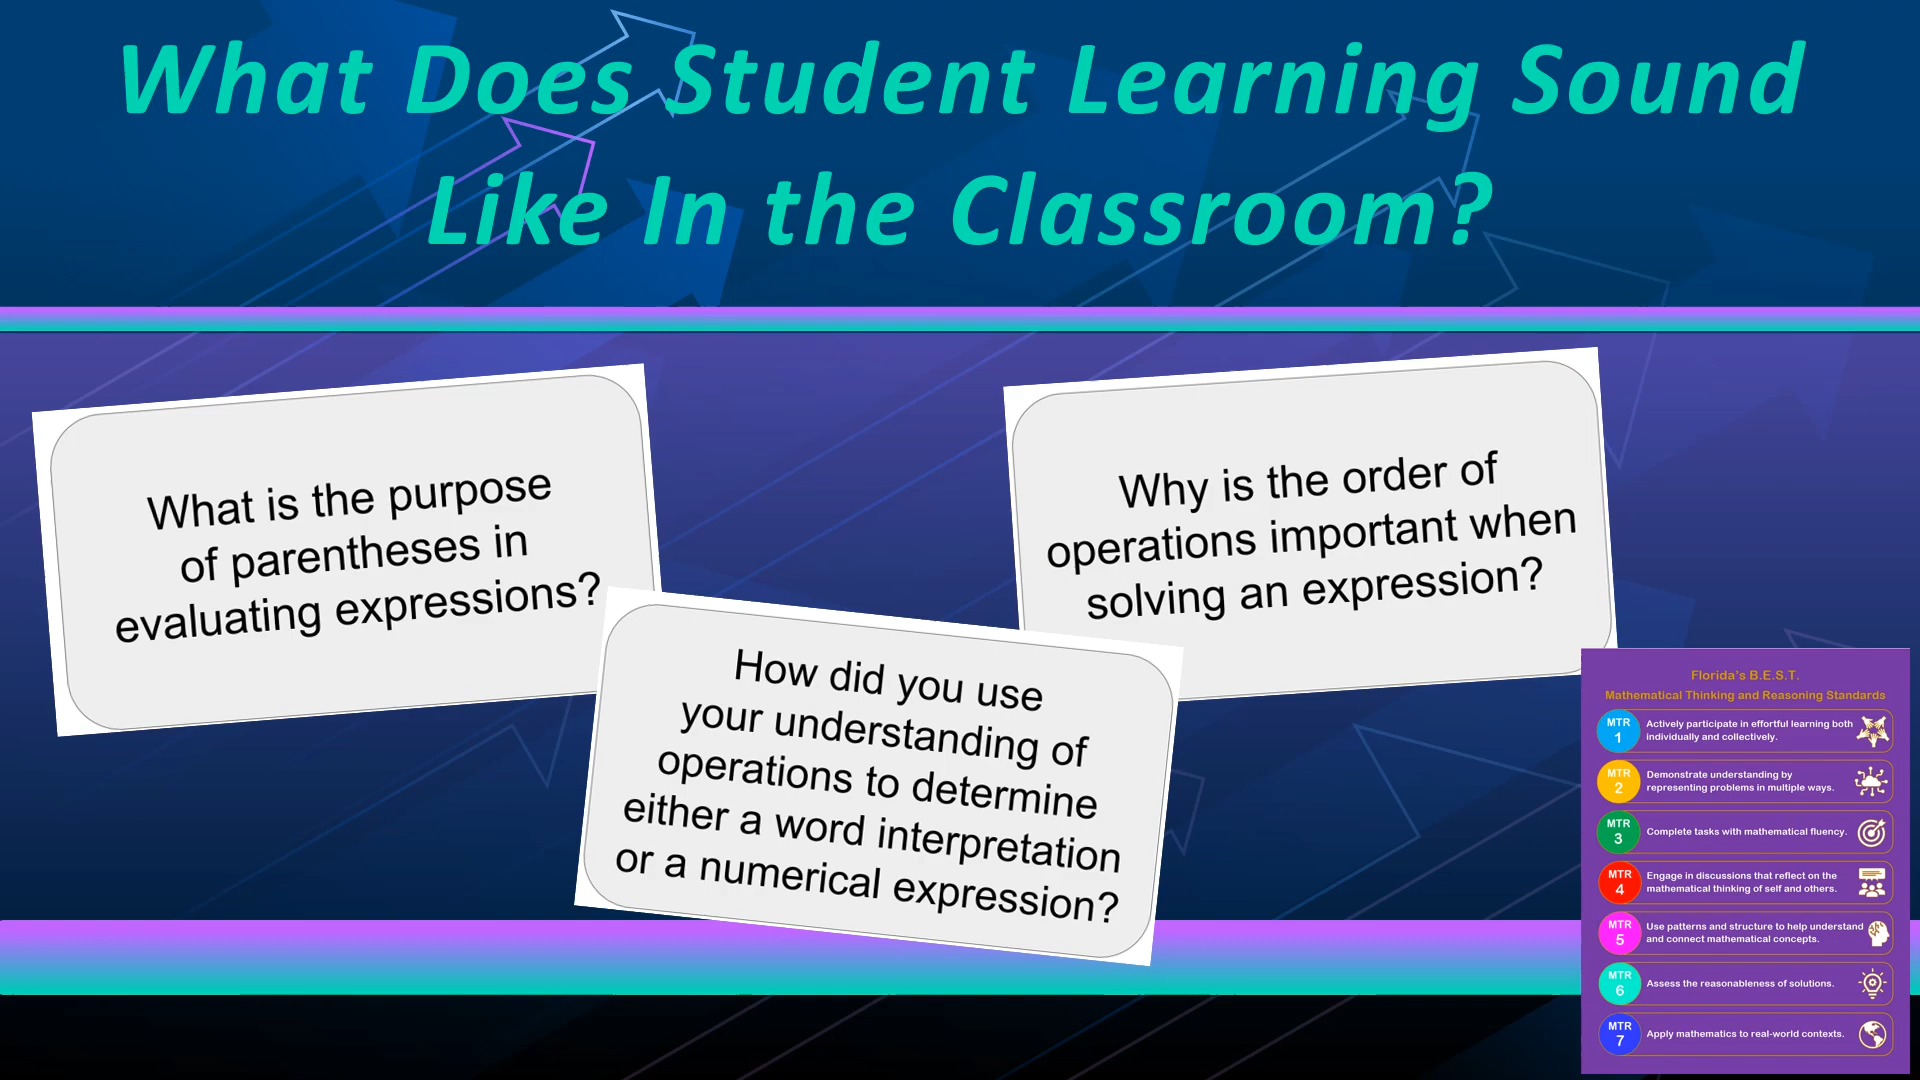 What Does Student Learning Sound
Like In the Classroom?
What is the purpose
of parentheses in
evaluating expressions?
Why is the order of
operations important when
solving an expression?
How did you use
your understanding of
operations to determine
either a word interpretation
or a numerical expression?
Florida's B.E.S.T.
Mathematical Thinking and Reasoning Standards
MTR
1
Actively participate in effortful learning both
individually and collectively.
MTR
2
Demonstrate understanding by
representing problems in multiple ways.
MTR
3
Complete tasks with mathematical fluency.
MTR
4
Engage in discussions that reflect on the
mathematical thinking of self and others.
MTR
5
Use patterns and structure to help understand
and connect mathematical concepts.
MTR
6
Assess the reasonableness of solutions.
MTR
7
Apply mathematics to real-world contexts.